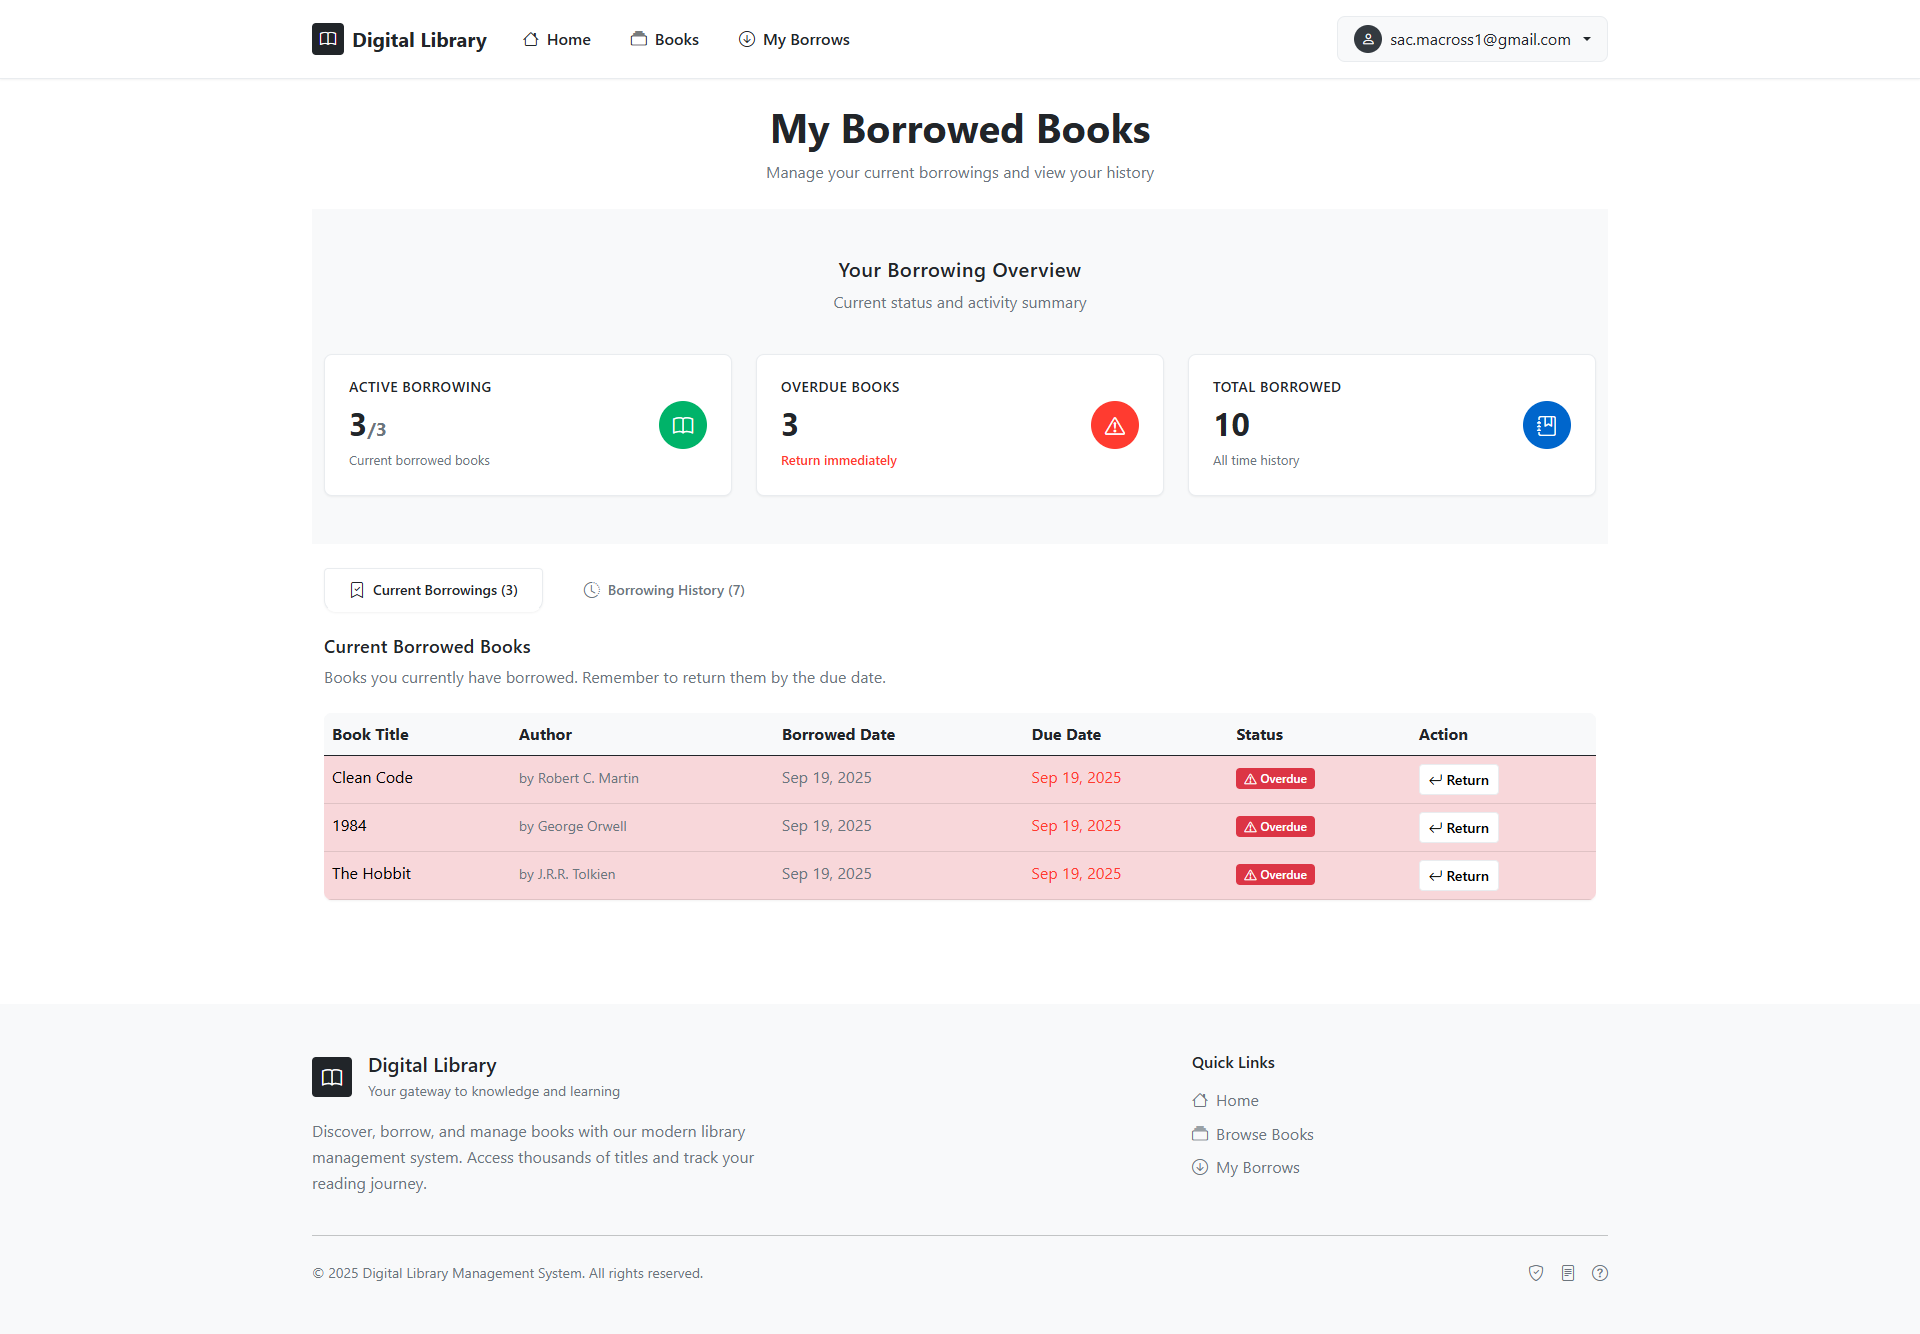 Digital Library
Home
Books
My Borrows
sac.macross1@gmail.com
My Borrowed Books
Manage your current borrowings and view your history
Your Borrowing Overview
Current status and activity summary
ACTIVE BORROWING
3/3
Current borrowed books
OVERDUE BOOKS
3
Return immediately
TOTAL BORROWED
10
All time history
Current Borrowings (3)
Borrowing History (7)
Current Borrowed Books
Books you currently have borrowed. Remember to return them by the due date.
Book Title Author Borrowed Date Due Date Status Action
Clean Code by Robert C. Martin Sep 19, 2025 Sep 19, 2025 Overdue Return
1984 by George Orwell Sep 19, 2025 Sep 19, 2025 Overdue Return
The Hobbit by J.R.R. Tolkien Sep 19, 2025 Sep 19, 2025 Overdue Return
Digital Library
Your gateway to knowledge and learning
Discover, borrow, and manage books with our modern library
management system. Access thousands of titles and track your
reading journey.
Quick Links
Home
Browse Books
My Borrows
© 2025 Digital Library Management System. All rights reserved.